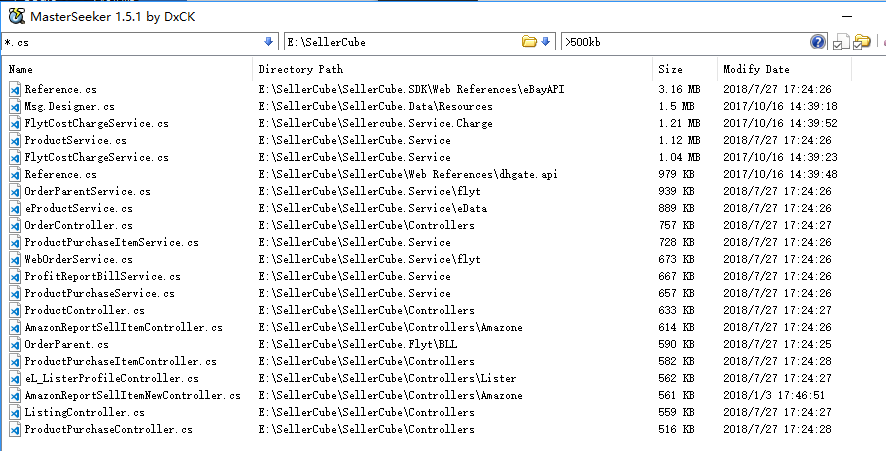 MasterSeeker 1.5.1 by DxCK
*.cs E:\SellerCube >500kb
Name Directory Path Size Modify Date
Reference.cs E:\SellerCube\SellerCube.SDK\Web References\eBayAPI 3.16 MB 2018/7/27 17:24:26
Msg.Designer.cs E:\SellerCube\SellerCube.Data\Resources 1.5 MB 2017/10/16 14:39:18
FlytCostChargeService.cs E:\SellerCube\Sellercube.Service.Charge 1.21 MB 2017/10/16 14:39:52
ProductService.cs E:\SellerCube\SellerCube.Service 1.12 MB 2018/7/27 17:24:26
FlytCostChargeService.cs E:\SellerCube\SellerCube.Service 1.04 MB 2017/10/16 14:39:23
Reference.cs E:\SellerCube\SellerCube\Web References\dhgate.api 979 KB 2017/10/16 14:39:48
OrderParentService.cs E:\SellerCube\SellerCube.Service\flyt 939 KB 2018/7/27 17:24:26
eProductService.cs E:\SellerCube\SellerCube.Service\eData 889 KB 2018/7/27 17:24:26
OrderController.cs E:\SellerCube\SellerCube\Controllers 757 KB 2018/7/27 17:24:27
ProductPurchaseItemService.cs E:\SellerCube\SellerCube.Service 728 KB 2018/7/27 17:24:26
WebOrderService.cs E:\SellerCube\SellerCube.Service\flyt 673 KB 2018/7/27 17:24:26
ProfitReportBillService.cs E:\SellerCube\SellerCube.Service 667 KB 2018/7/27 17:24:26
ProductPurchaseService.cs E:\SellerCube\SellerCube.Service 657 KB 2018/7/27 17:24:26
ProductController.cs E:\SellerCube\SellerCube\Controllers 633 KB 2018/7/27 17:24:27
AmazonReportSellItemController.cs E:\SellerCube\SellerCube\Controllers\Amazone 614 KB 2018/7/27 17:24:26
OrderParent.cs E:\SellerCube\SellerCube.Flyt\BLL 590 KB 2018/7/27 17:24:25
ProductPurchaseItemController.cs E:\SellerCube\SellerCube\Controllers 582 KB 2018/7/27 17:24:28
eL_ListerProfileController.cs E:\SellerCube\SellerCube\Controllers\Lister 562 KB 2018/7/27 17:24:27
AmazonReportSellItemNewController.cs E:\SellerCube\SellerCube\Controllers\Amazone 561 KB 2018/1/3 17:46:51
ListingController.cs E:\SellerCube\SellerCube\Controllers 559 KB 2018/7/27 17:24:27
ProductPurchaseController.cs E:\SellerCube\SellerCube\Controllers 516 KB 2018/7/27 17:24:28